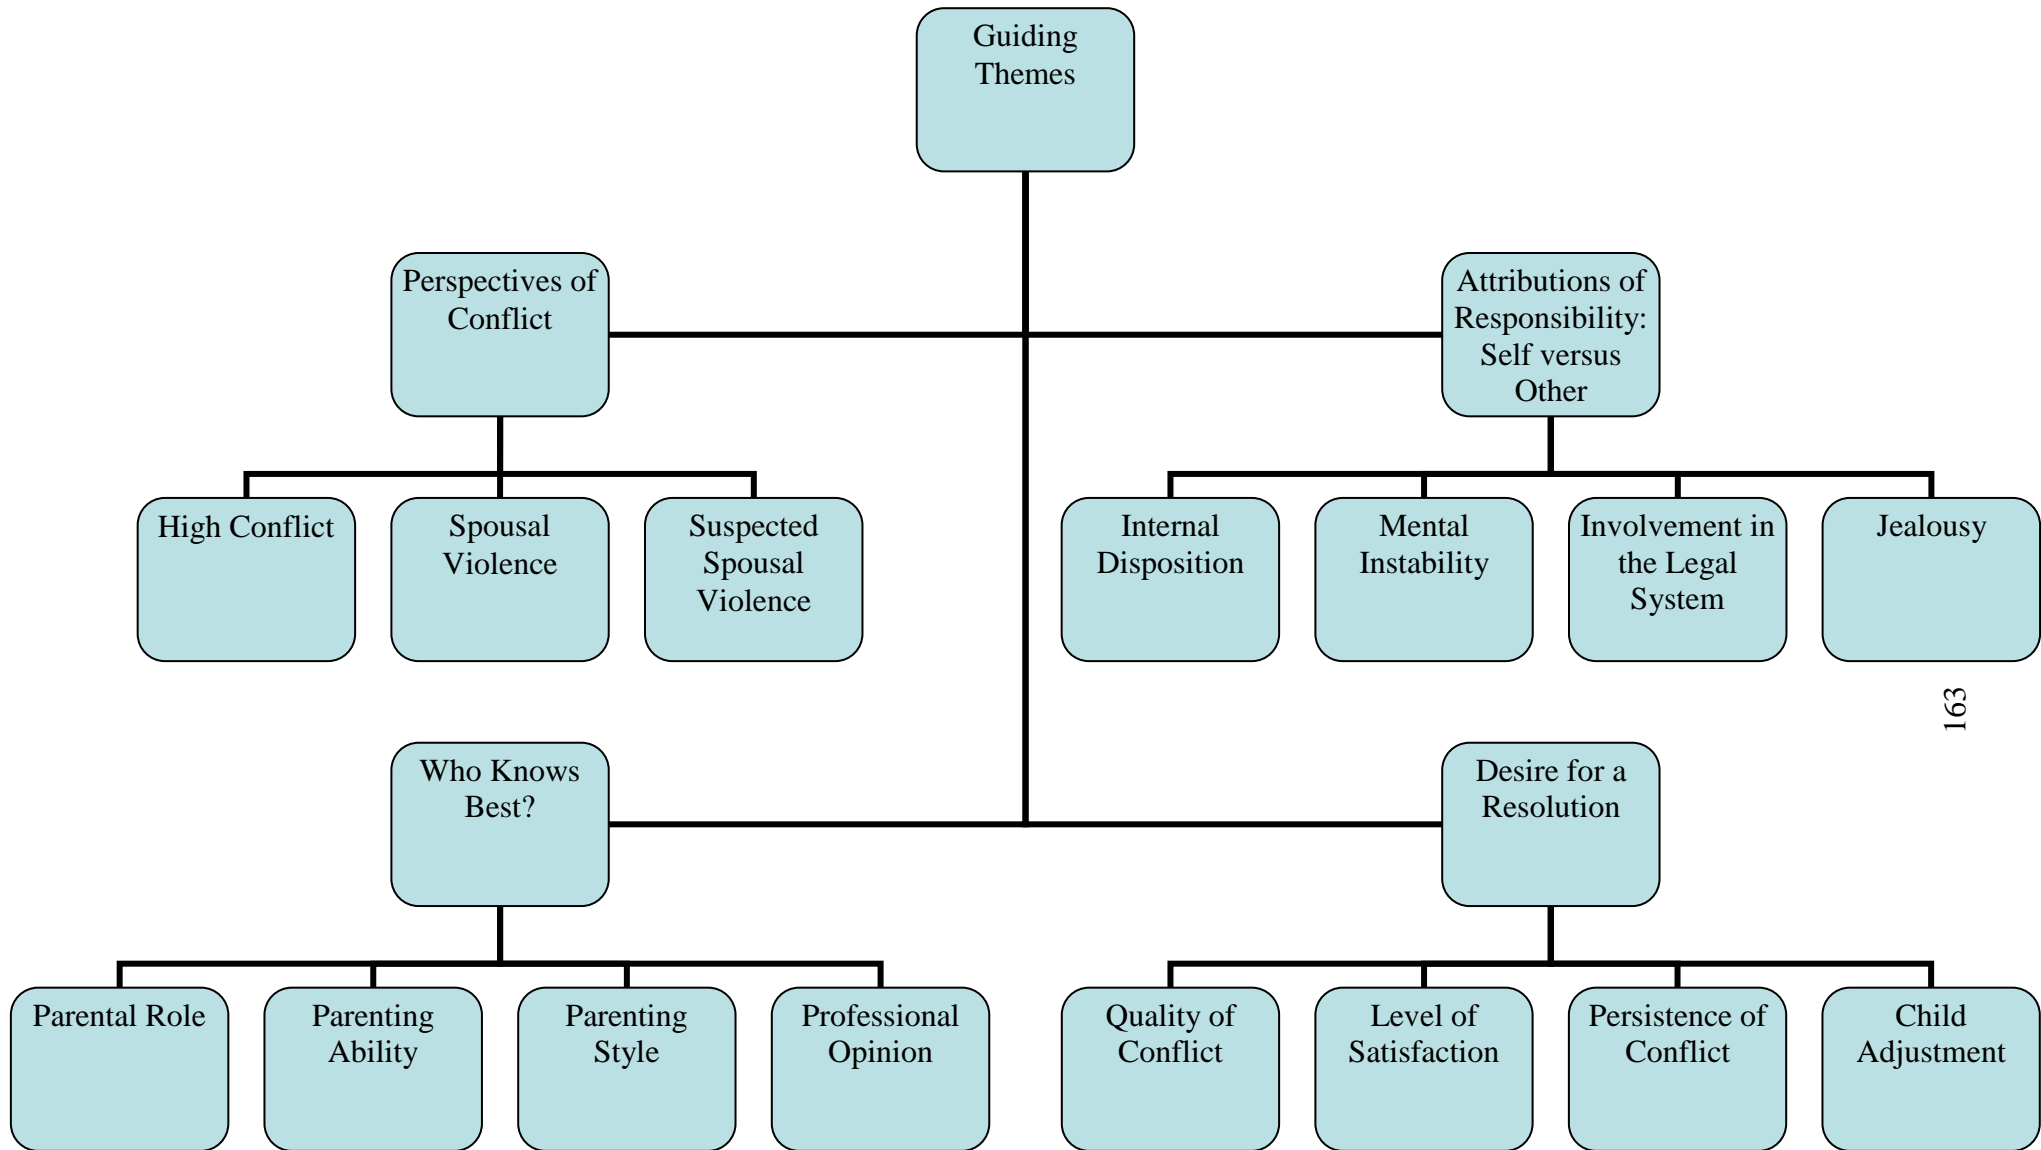 Guiding
Themes
Perspectives of
Conflict
Attributions of
Responsibility:
Self versus
Other
High Conflict
Spousal
Violence
Suspected
Spousal
Violence
Internal
Disposition
Mental
Instability
Involvement in
the Legal
System
Jealousy
163
Who Knows
Best?
Desire for a
Resolution
Parental Role
Parenting
Ability
Parenting
Style
Professional
Opinion
Quality of
Conflict
Level of
Satisfaction
Persistence of
Conflict
Child
Adjustment